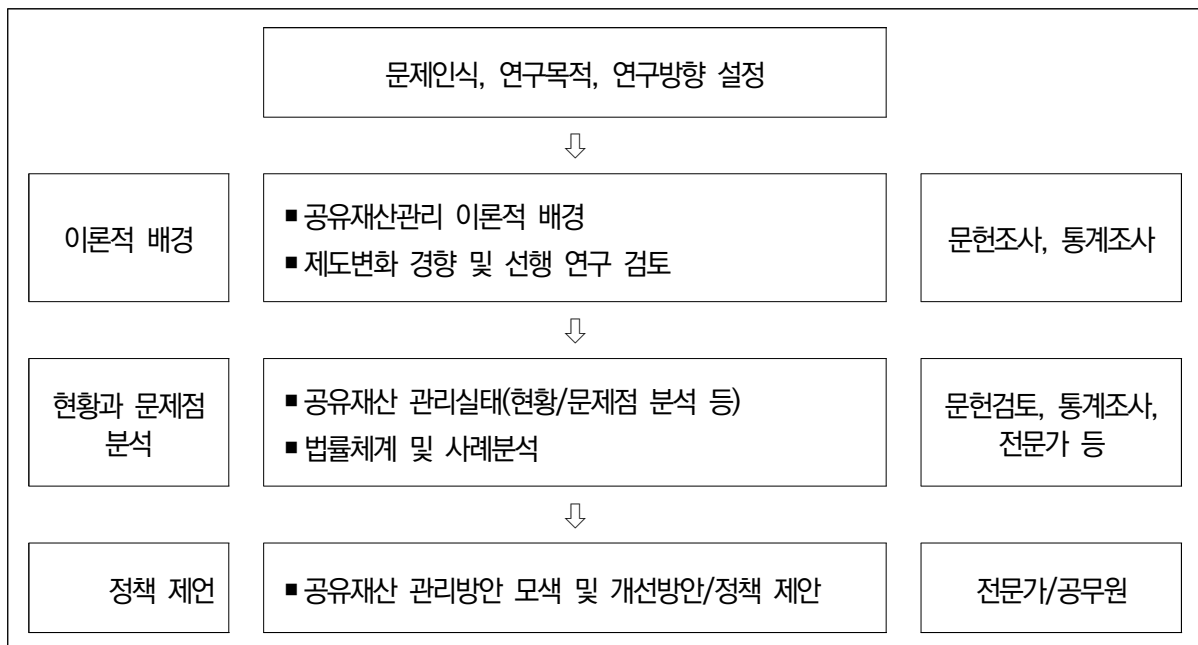 문제인식, 연구목적, 연구방향 설정
⇩
이론적 배경
■ 공유재산관리 이론적 배경
■ 제도변화 경향 및 선행 연구 검토
문헌조사, 통계조사
⇩
현황과 문제점
분석
■ 공유재산 관리실태(현황/문제점 분석 등)
■ 법률체계 및 사례분석
문헌검토, 통계조사,
전문가 등
⇩
정책 제언
■ 공유재산 관리방안 모색 및 개선방안/정책 제안
전문가/공무원